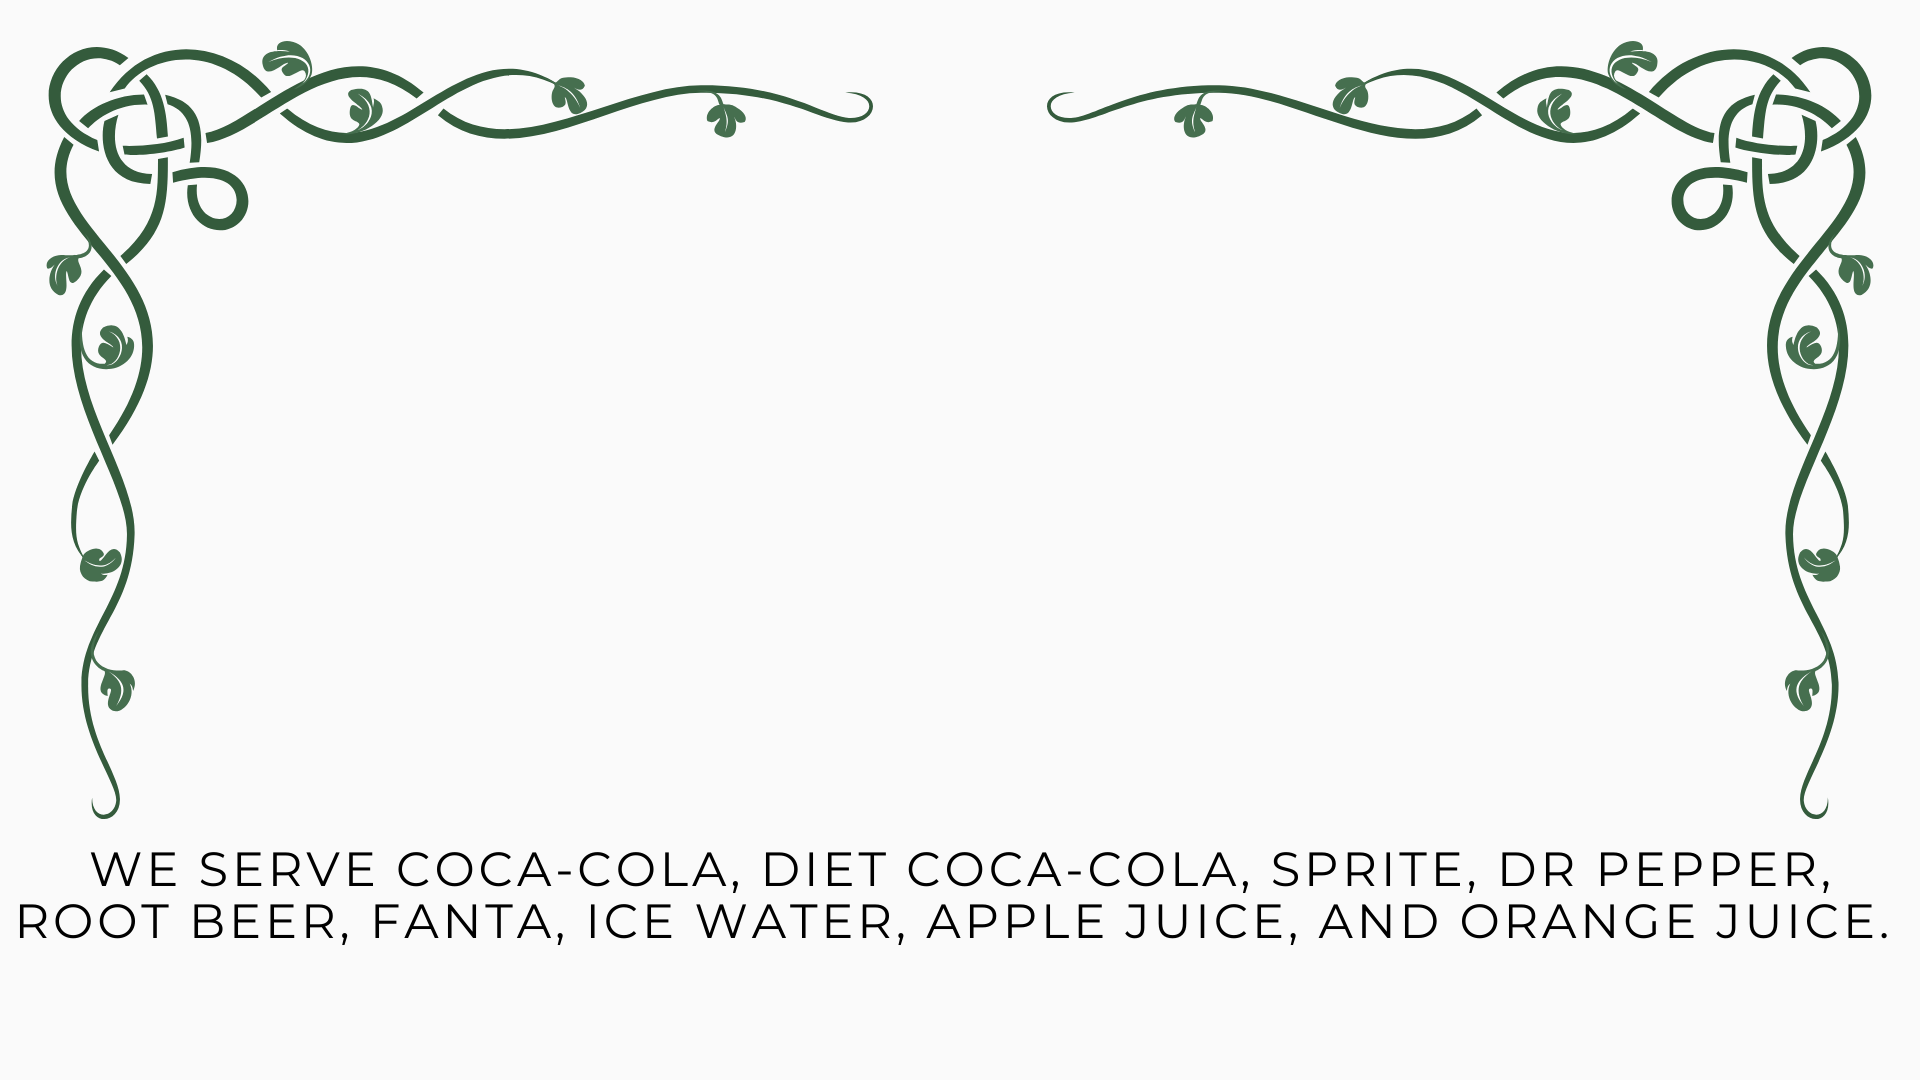 WE SERVE COCA-COLA, DIET COCA-COLA, SPRITE, DR PEPPER,
ROOT BEER, FANTA, ICE WATER, APPLE JUICE, AND ORANGE JUICE.